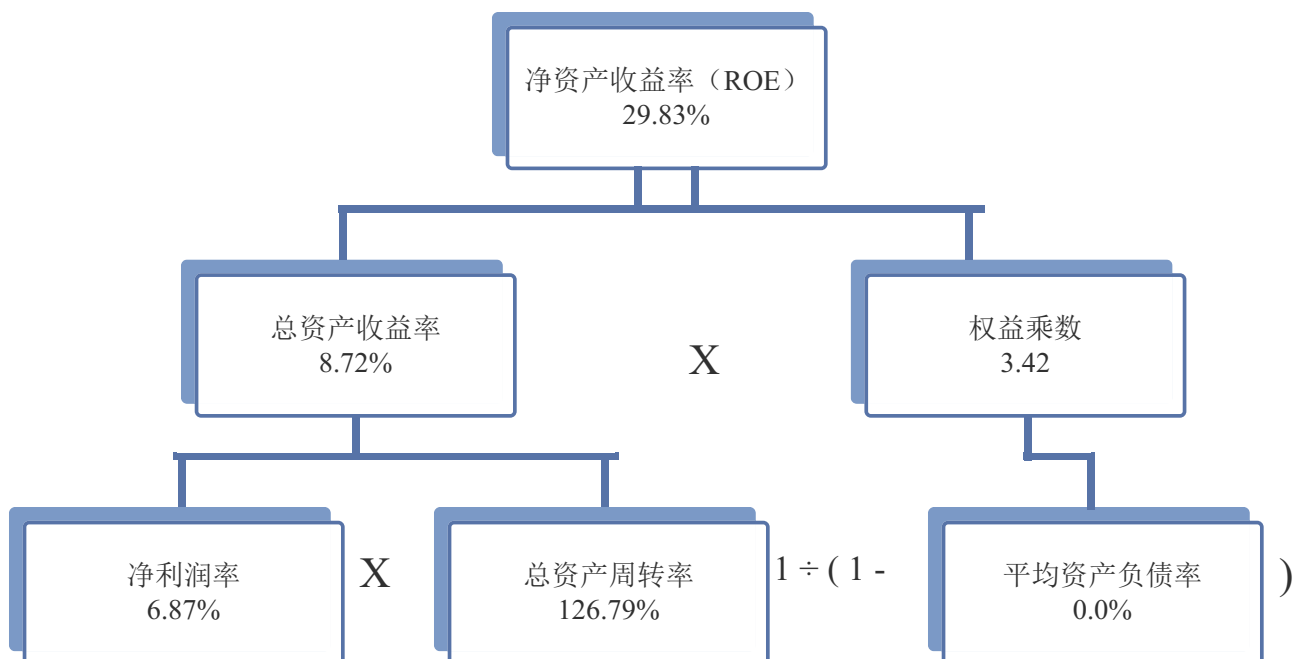 净资产收益率（ROE）
29.83%
总资产收益率
8.72%
X
权益乘数
3.42
净利润率
6.87%
X
总资产周转率
126.79%
1 ÷ ( 1 -
平均资产负债率
0.0%
)